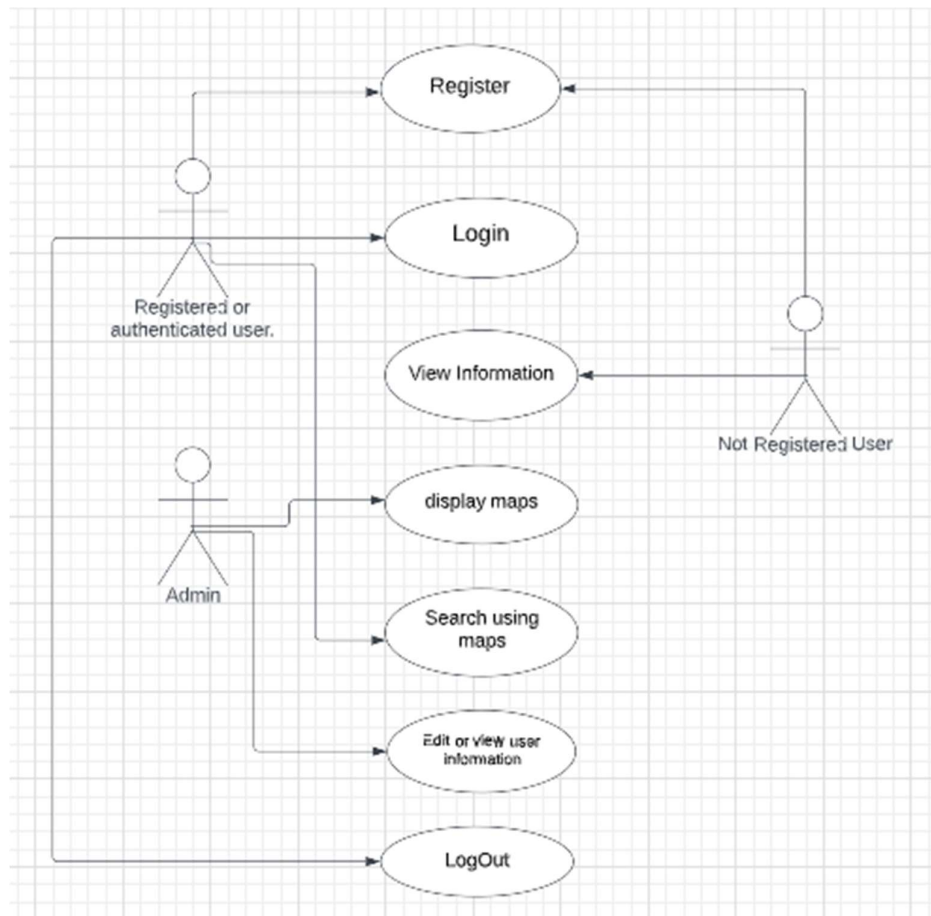 Register
Login
Registered or
authenticated user.
View Information
Not Registered User
display maps
Admin
Search using
maps
Edit or view user
information
LogOut